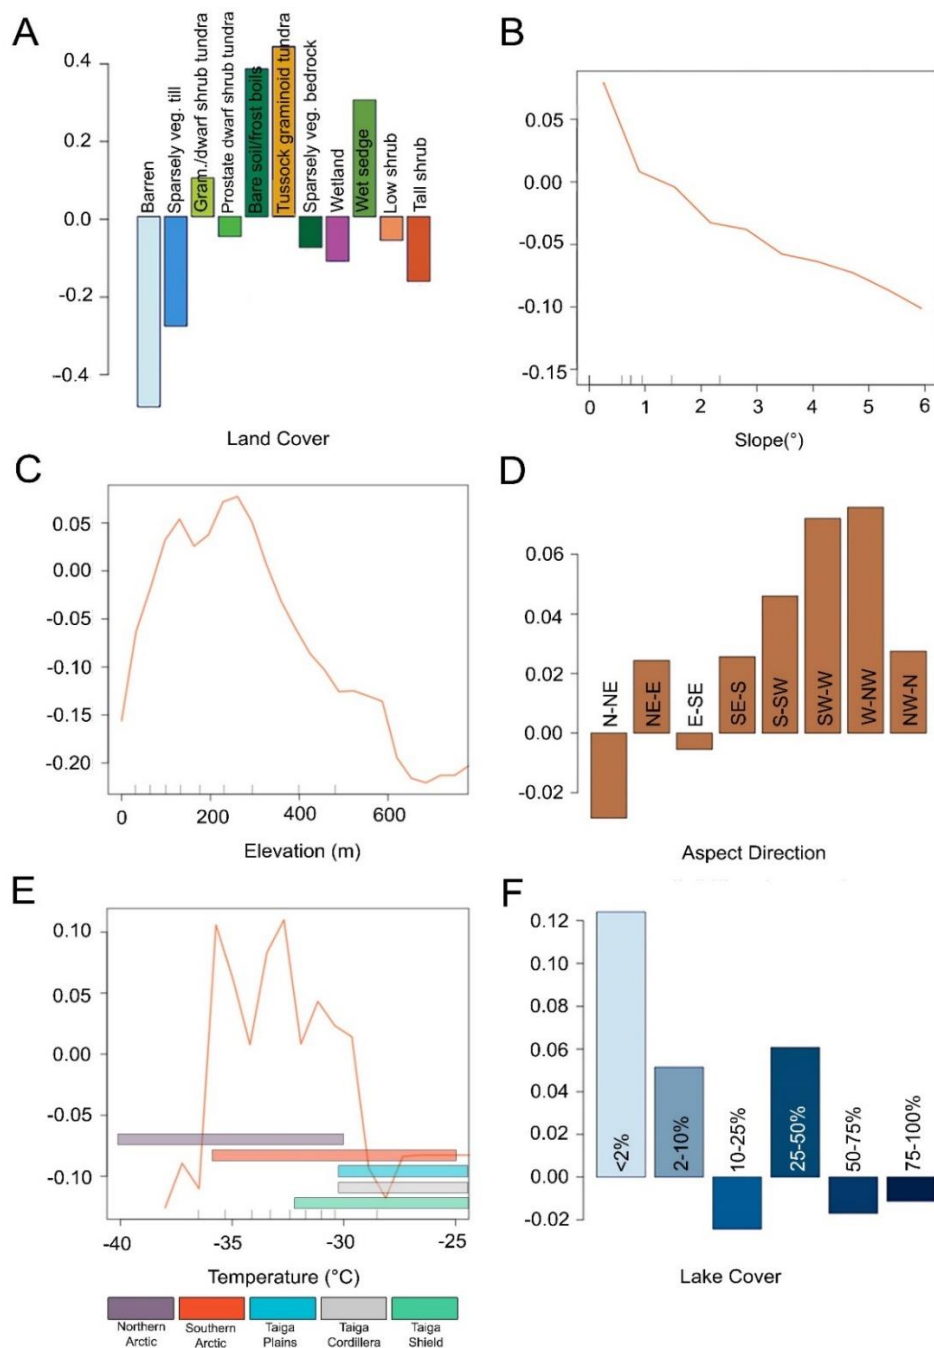 A
0.4
0.2
0.0
-0.2
-0.4
Barren
Sparsely veg. till
Gram./dwarf shrub tundra
Prostate dwarf shrub tundra
Bare soil/frost boils
Tussock graminoid tundra
Sparsely veg. bedrock
Wetland
Wet sedge
Low shrub
Tall shrub
Land Cover
B
0.05
0.00
-0.05
-0.10
-0.15
0 1 2 3 4 5 6
Slope(°)
C
0.05
0.00
-0.10
-0.15
-0.20
0 200 400 600
Elevation (m)
D
0.06
0.04
0.02
0.00
-0.02
N-NE
NE-E
E-SE
SE-S
S-SW
SW-W
W-NW
NW-N
Aspect Direction
E
0.10
0.05
0.00
-0.05
-0.10
-40 -35 -30 -25
Temperature (°C)
Northern
Arctic
Southern
Arctic
Taiga
Plains
Taiga
Cordillera
Taiga
Shield
F
0.12
0.10
0.08
0.06
0.04
0.02
0.00
-0.02
<2%
2-10%
10-25%
25-50%
50-75%
75-100%
Lake Cover